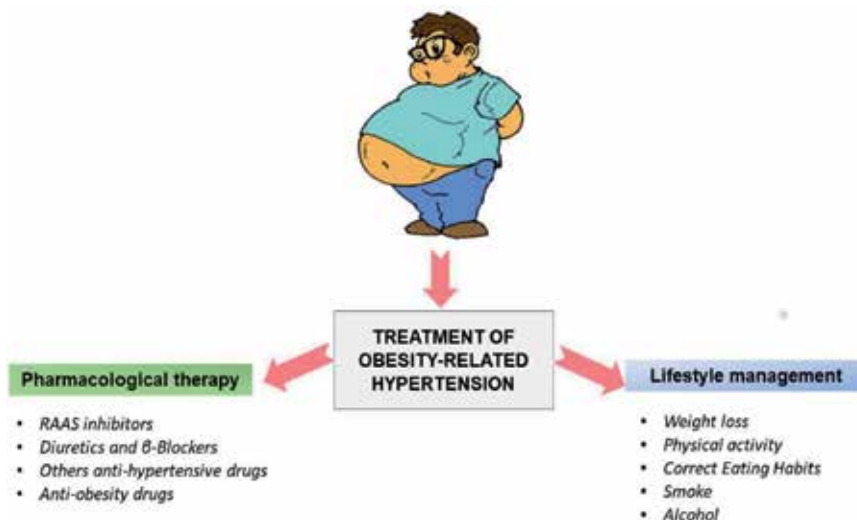 TREATMENT OF
OBESITY-RELATED
HYPERTENSION
Pharmacological therapy
• RAAS inhibitors
• Diuretics and β-Blockers
• Others anti-hypertensive drugs
• Anti-obesity drugs
Lifestyle management
• Weight loss
• Physical activity
• Correct Eating Habits
• Smoke
• Alcohol